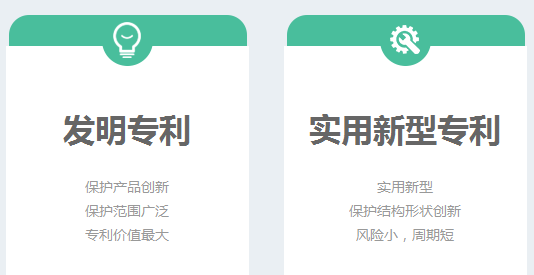 发明专利
保护产品创新
保护范围广泛
专利价值最大
实用新型专利
实用新型
保护结构形状创新
风险小，周期短